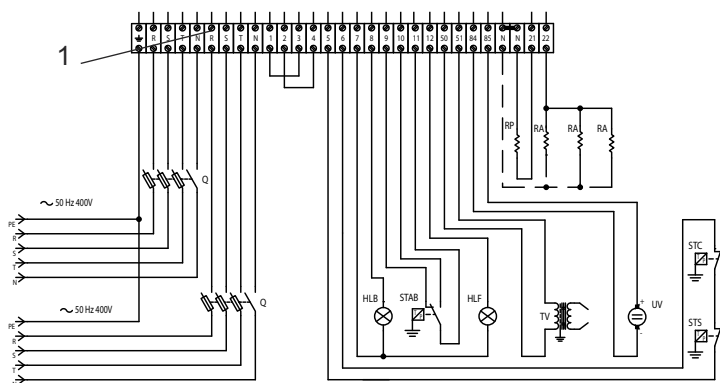 1
R S T N R S T N 1 2 3 4 5 6 7 8 9 10 11 12 50 51 84 85 N N 21 22
RP RA RA RA
Q
~ 50 Hz 400V
PE
R
S
T
N
STC
Q
~ 50 Hz 400V
HLB STAB HLF TV + UV
-
STS
PE
R
S
T
N